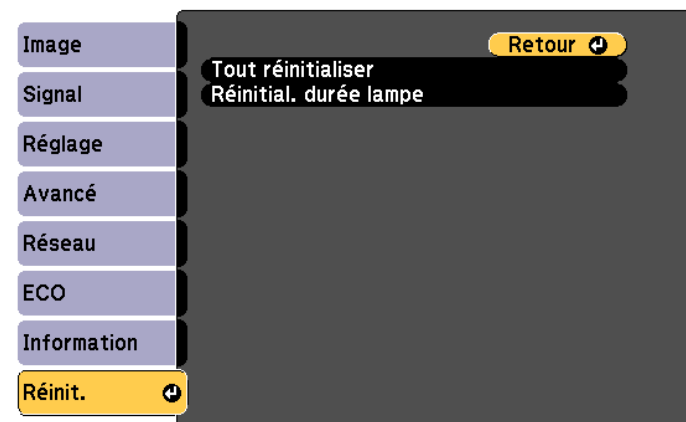 Image
Signal
Réglage
Avancé
Réseau
ECO
Information
Réinit.
Retour
Tout réinitialiser
Réinitial. durée lampe